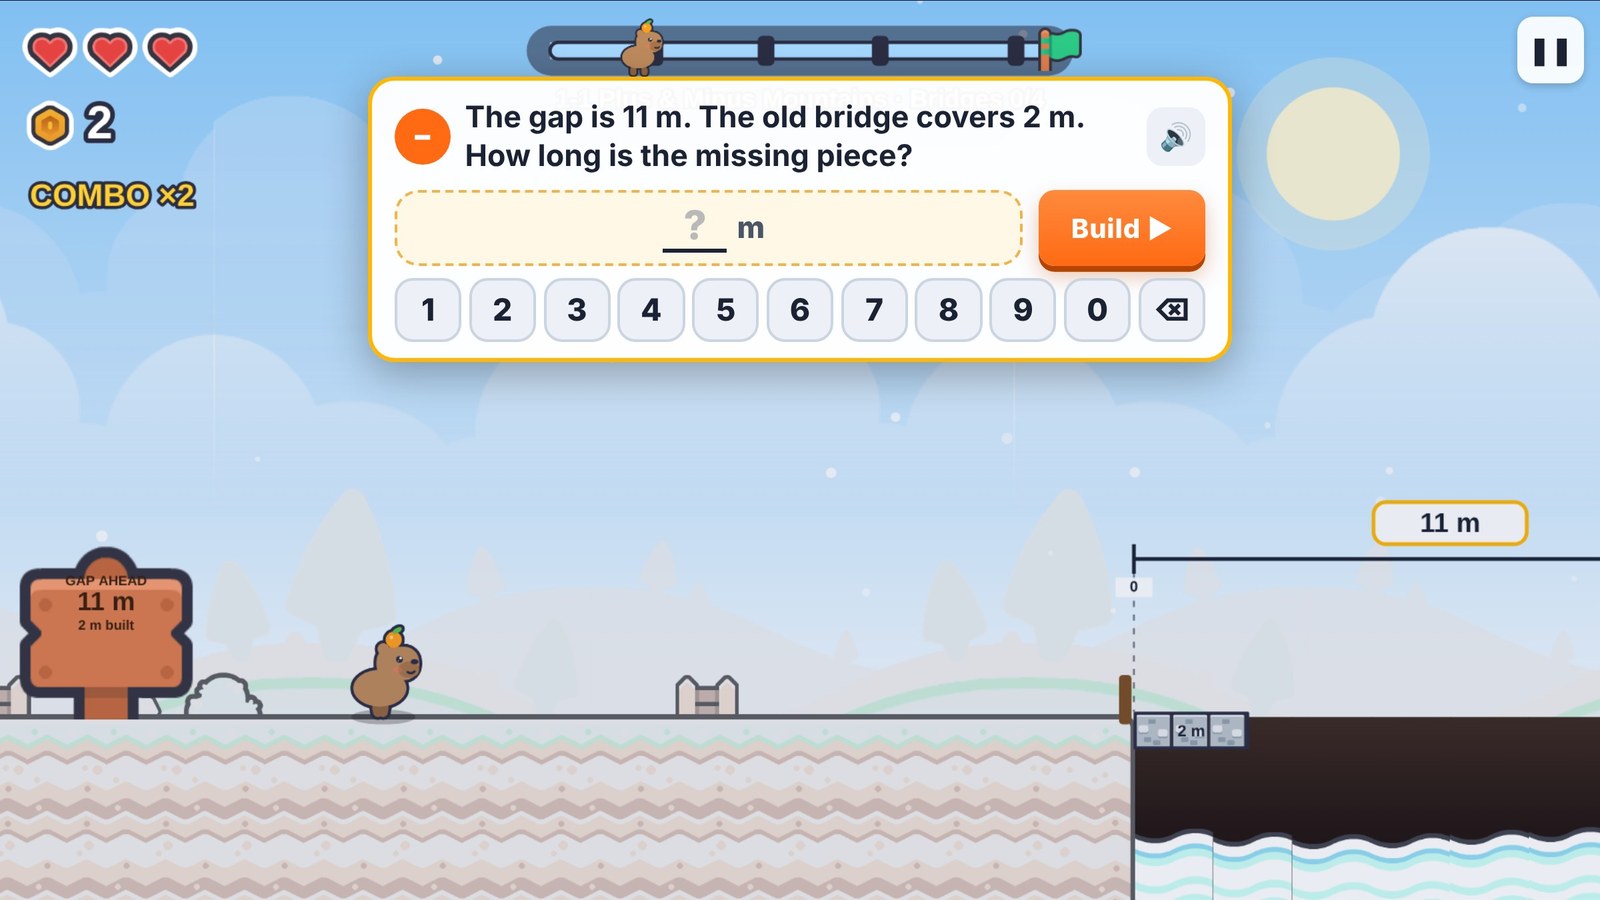 2
COMBO ×2
The gap is 11 m. The old bridge covers 2 m.
How long is the missing piece?
? m
Build
1 2 3 4 5 6 7 8 9 0
11 m
0
GAP AHEAD
11 m
2 m built
2 m